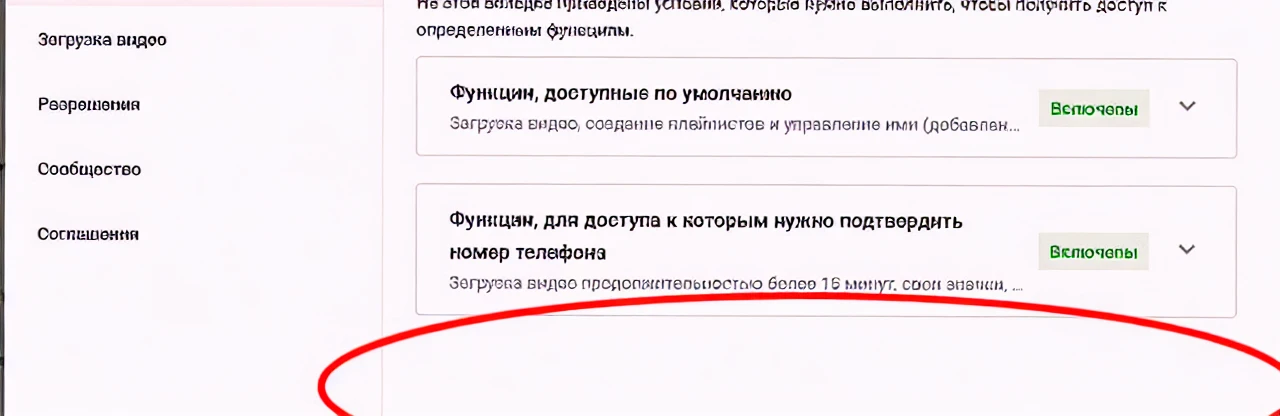 На этой вкладке приведены условия, которые нужно выполнить, чтобы получить доступ к
определенным функциям.
Загрузка видео
Разрешения
Сообщество
Соглашения
Функции, доступные по умолчанию
Загрузка видео, создание плейлистов и управление ими (добавлен...
Включены
Функции, для доступа к которым нужно подтвердить
номер телефона
Загрузка видео продолжительностью более 15 минут, свои значки, ...
Включены